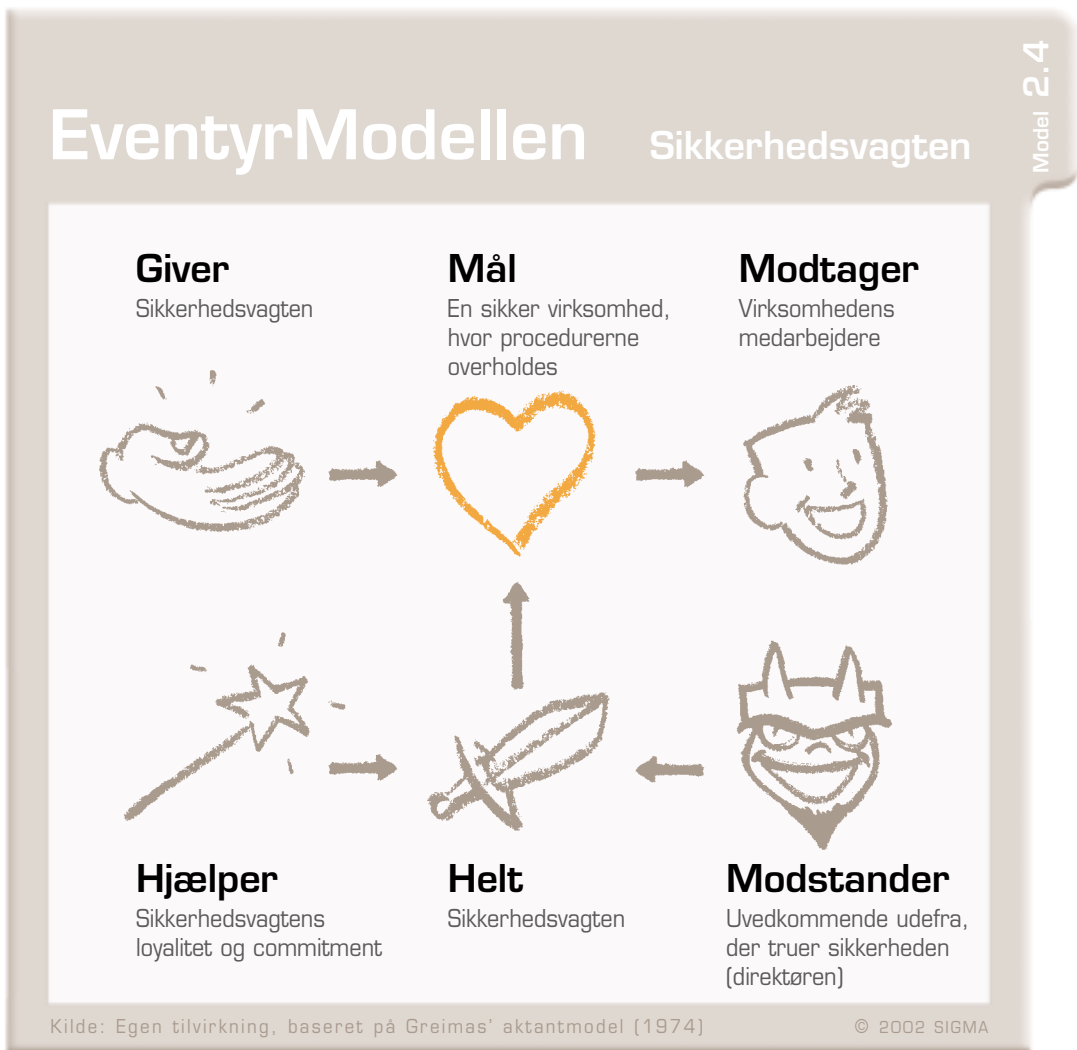 Model 2.4
EventyrModellen Sikkerhedsvagten
Giver
Sikkerhedsvagten
Mål
En sikker virksomhed,
hvor procedurerne
overholdes
Modtager
Virksomhedens
medarbejdere
Hjælper
Sikkerhedsvagtens
loyalitet og commitment
Helt
Sikkerhedsvagten
Modstander
Uvedkommende udefra,
der truer sikkerheden
(direktøren)
Kilde: Egen tilvirkning, baseret på Greimas' aktantmodel (1974)
© 2002 SIGMA